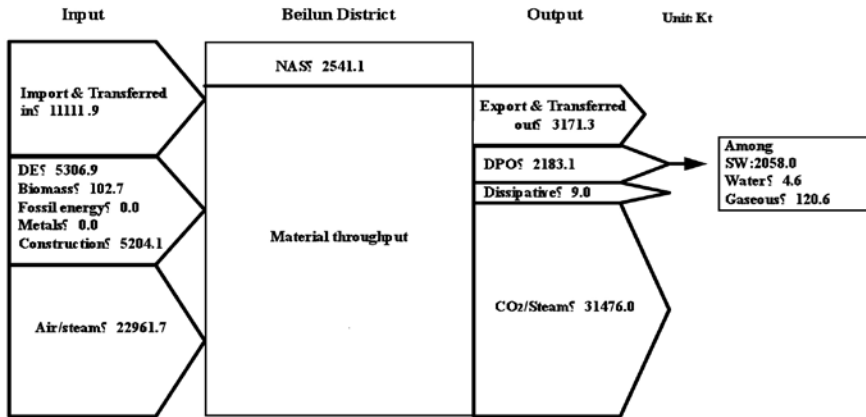 Input
Beilun District
Output
Unit: Kt
Import & Transferred
in⸮ 11111.9
NAS⸮ 2541.1
Export & Transferred
out⸮ 3171.3
DE⸮ 5306.9
Biomass⸮ 102.7
Fossil energy⸮ 0.0
Metals⸮ 0.0
Construction⸮ 5204.1
DPO⸮ 2183.1
Dissipative⸮ 9.0
Among
SW:2058.0
Water⸮ 4.6
Gaseous⸮ 120.6
Material throughput
Air/steam⸮ 22961.7
CO₂/Steam⸮ 31476.0